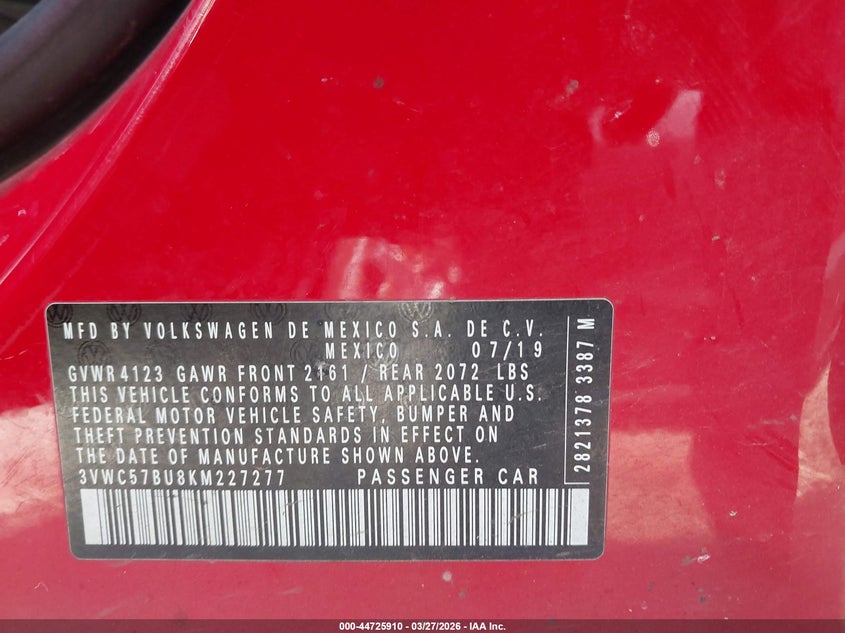 MFD BY VOLKSWAGEN DE MEXICO S.A. DE C.V.
MEXICO 07/19
GVWR 4123 GAWR FRONT 2161 / REAR 2072 LBS
THIS VEHICLE CONFORMS TO ALL APPLICABLE U.S.
FEDERAL MOTOR VEHICLE SAFETY, BUMPER AND
THEFT PREVENTION STANDARDS IN EFFECT ON
THE DATE OF MANUFACTURE SHOWN ABOVE.
3VWC57BU8KM227277 PASSENGER CAR
2821378 3387 M
000-44725910 - 03/27/2026 - IAA Inc.